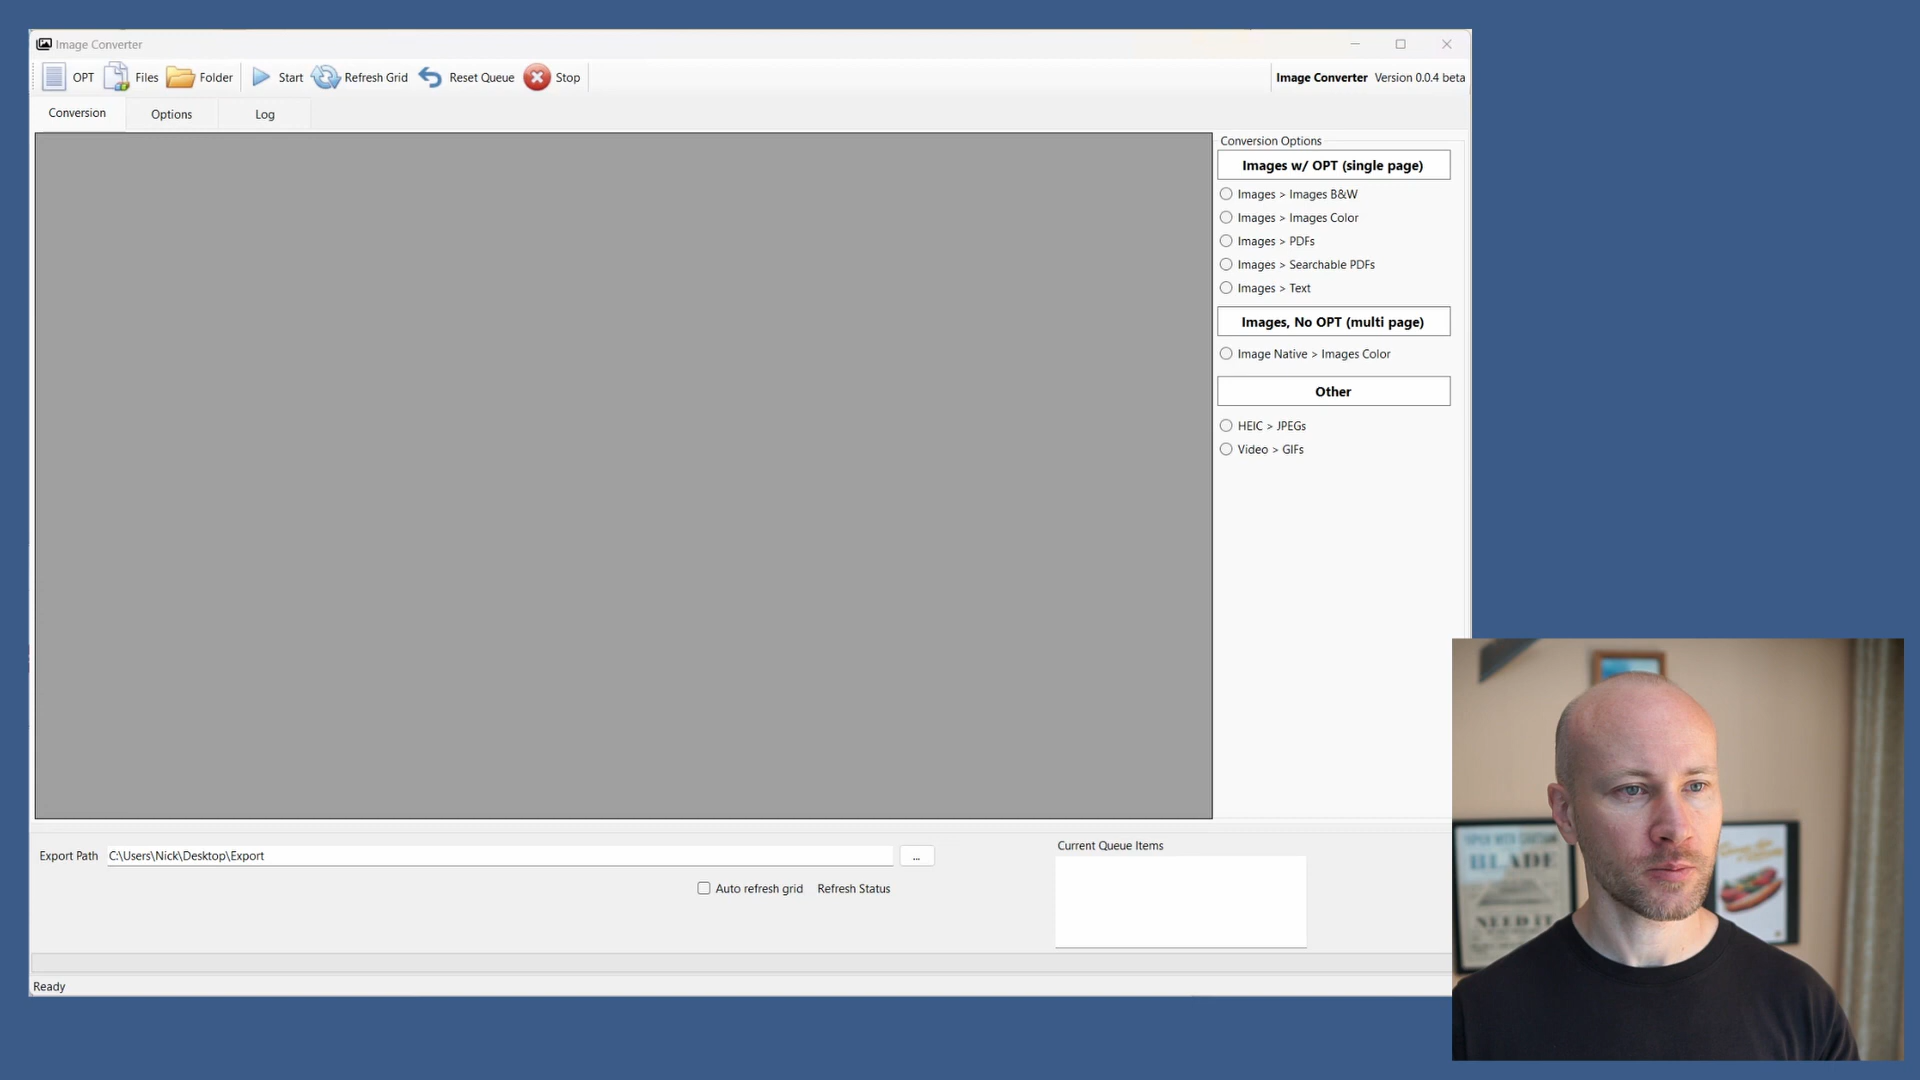 Image Converter
OPT Files Folder Start Refresh Grid Reset Queue Stop
Image Converter Version 0.0.4 beta
Conversion Options Log
Conversion Options
Images w/ OPT (single page)
Images > Images B&W
Images > Images Color
Images > PDFs
Images > Searchable PDFs
Images > Text
Images, No OPT (multi page)
Image Native > Images Color
Other
HEIC > JPEGs
Video > GIFs
Export Path C:\Users\Nick\Desktop\Export ...
Auto refresh grid Refresh Status
Current Queue Items
Ready
BLADE
NEED IT